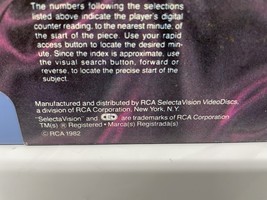 The numbers following the selections
listed above indicate the player's digital
counter reading, to the nearest minute, of
the start of the piece. Use your rapid
access button to locate the desired min-
ute. Since the index is approximate, use
the visual search button, forward or
reverse, to locate the precise start of the
subject.
Manufactured and distributed by RCA SelectaVision VideoDiscs,
a division of RCA Corporation, New York, N.Y.
"SelectaVision" and are trademarks of RCA Corporation
TM(s) ® Registered • Marca(s) Registrada(s)
© RCA 1982